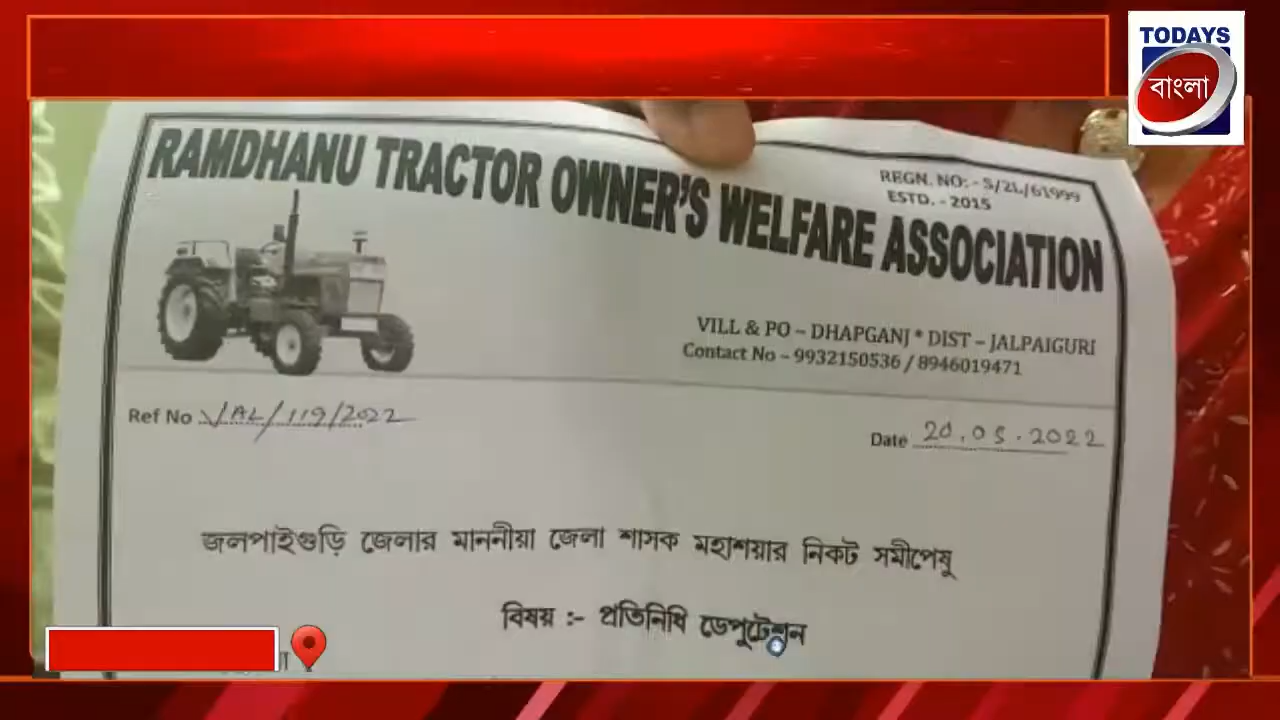 TODAYS
বাংলা
RAMDHANU TRACTOR OWNER'S WELFARE ASSOCIATION
REGN. NO:- S/2L/61999
ESTD. - 2015
VILL & PO – DHAPGANJ * DIST – JALPAIGURI
Contact No – 9932150536 / 8946019471
Ref No JAL/119/2022
Date 20.05.2022
জলপাইগুড়ি জেলার মাননীয়া জেলা শাসক মহাশয়ার নিকট সমীপেষু
বিষয় :- প্রতিনিধি ডেপুটেশন